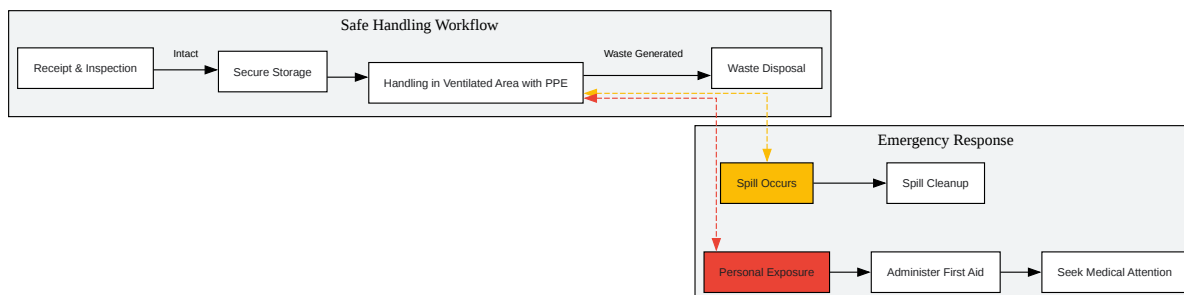 Safe Handling Workflow
Receipt & Inspection
Intact
Secure Storage
Handling in Ventilated Area with PPE
Waste Generated
Waste Disposal
Emergency Response
Spill Occurs
Spill Cleanup
Personal Exposure
Administer First Aid
Seek Medical Attention